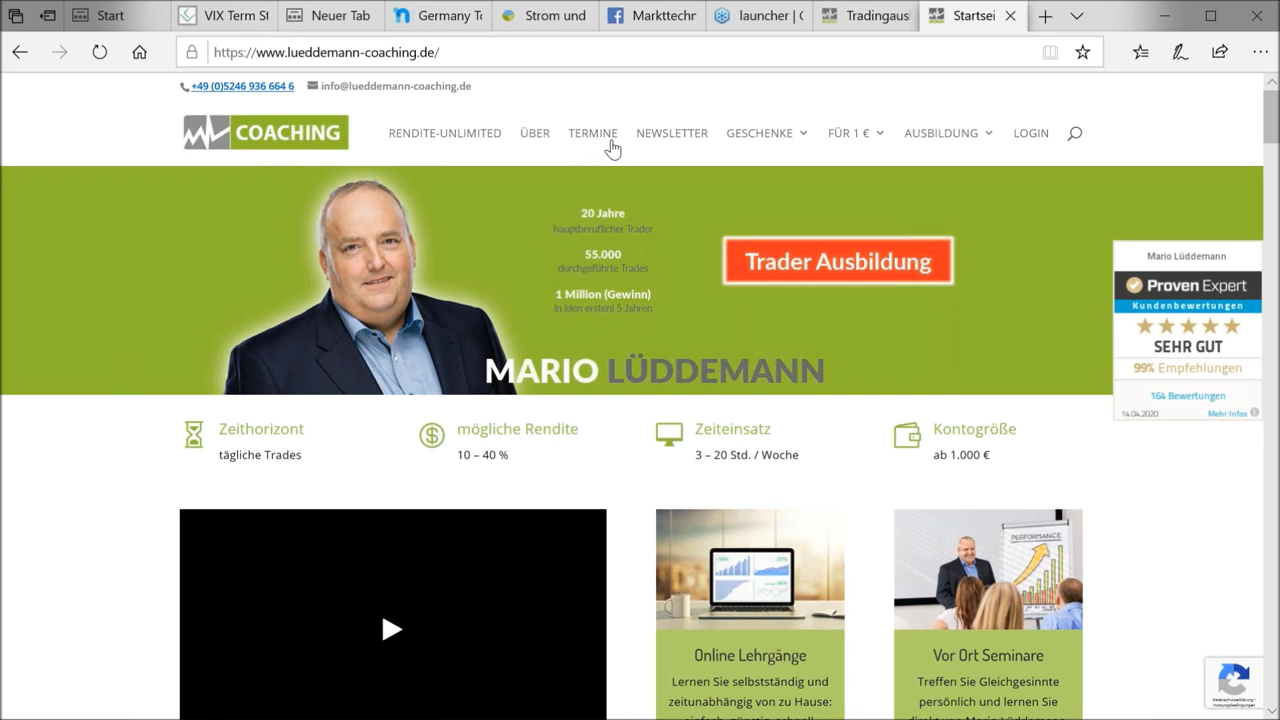 Start
VIX Term St
Neuer Tab
Germany To
Strom und
Markttechr
launcher | C
Tradingaus
Startsei
https://www.lueddemann-coaching.de/
+49 (0)5246 936 664 6
info@lueddemann-coaching.de
COACHING
RENDITE-UNLIMITED
ÜBER
TERMINE
NEWSLETTER
GESCHENKE
FÜR 1 €
AUSBILDUNG
LOGIN
20 Jahre
hauptberuflicher Trader
55.000
durchgeführte Trades
1 Million (Gewinn)
in (den ersten) 5 Jahren
Trader Ausbildung
MARIO LÜDDEMANN
Mario Lüddemann
Proven Expert
Kundenbewertungen
SEHR GUT
99% Empfehlungen
164 Bewertungen
14.04.2020
Mehr Infos
Zeithorizont
tägliche Trades
mögliche Rendite
10 – 40 %
Zeiteinsatz
3 – 20 Std. / Woche
Kontogröße
ab 1.000 €
PERFORMANCE
Online Lehrgänge
Lernen Sie selbstständig und
zeitunabhängig von zu Hause:
Vor Ort Seminare
Treffen Sie Gleichgesinnte
persönlich und lernen Sie